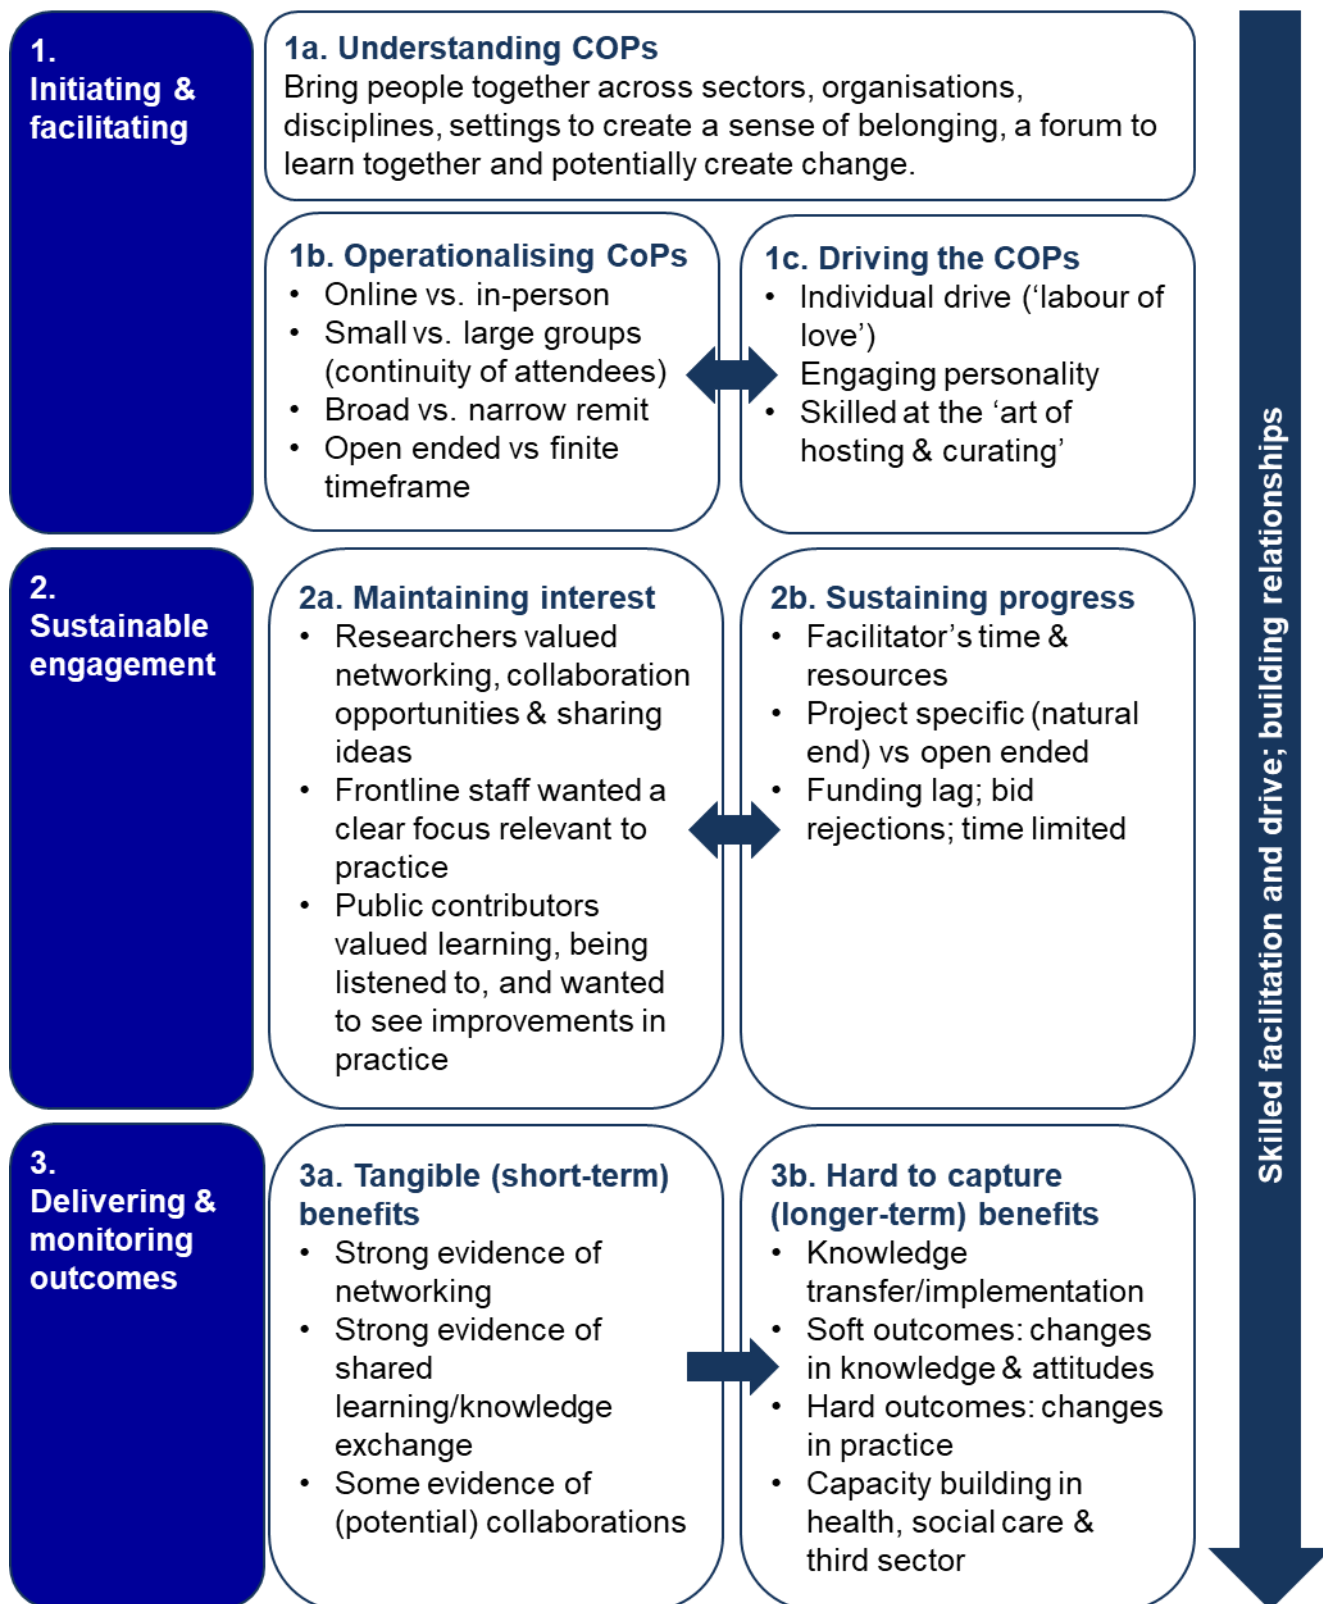 1.
Initiating &
facilitating
1a. Understanding COPs
Bring people together across sectors, organisations,
disciplines, settings to create a sense of belonging, a forum to
learn together and potentially create change.
1b. Operationalising CoPs
• Online vs. in-person
• Small vs. large groups
(continuity of attendees)
• Broad vs. narrow remit
• Open ended vs finite
timeframe
1c. Driving the COPs
• Individual drive (‘labour of
love’)
Engaging personality
• Skilled at the ‘art of
hosting & curating’
2.
Sustainable
engagement
2a. Maintaining interest
• Researchers valued
networking, collaboration
opportunities & sharing
ideas
• Frontline staff wanted a
clear focus relevant to
practice
• Public contributors
valued learning, being
listened to, and wanted
to see improvements in
practice
2b. Sustaining progress
• Facilitator’s time &
resources
• Project specific (natural
end) vs open ended
• Funding lag; bid
rejections; time limited
3.
Delivering &
monitoring
outcomes
3a. Tangible (short-term)
benefits
• Strong evidence of
networking
• Strong evidence of
shared
learning/knowledge
exchange
• Some evidence of
(potential) collaborations
3b. Hard to capture
(longer-term) benefits
• Knowledge
transfer/implementation
• Soft outcomes: changes
in knowledge & attitudes
• Hard outcomes: changes
in practice
• Capacity building in
health, social care &
third sector
Skilled facilitation and drive; building relationships